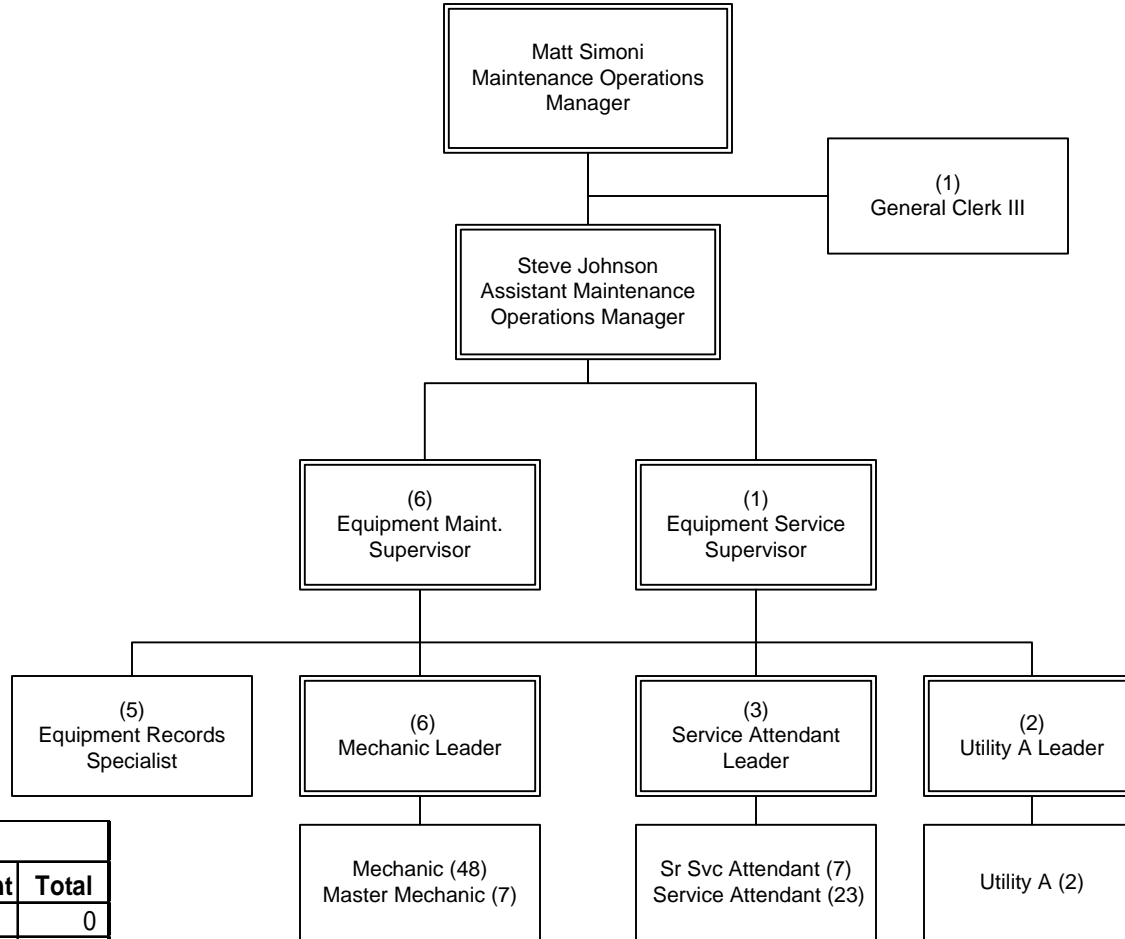 Matt Simoni
Maintenance Operations
Manager
(1)
General Clerk III
Steve Johnson
Assistant Maintenance
Operations Manager
(6)
Equipment Maint.
Supervisor
(1)
Equipment Service
Supervisor
(5)
Equipment Records
Specialist
(6)
Mechanic Leader
(3)
Service Attendant
Leader
(2)
Utility A Leader
Mechanic (48)
Master Mechanic (7)
Sr Svc Attendant (7)
Service Attendant (23)
Utility A (2)
Total
0